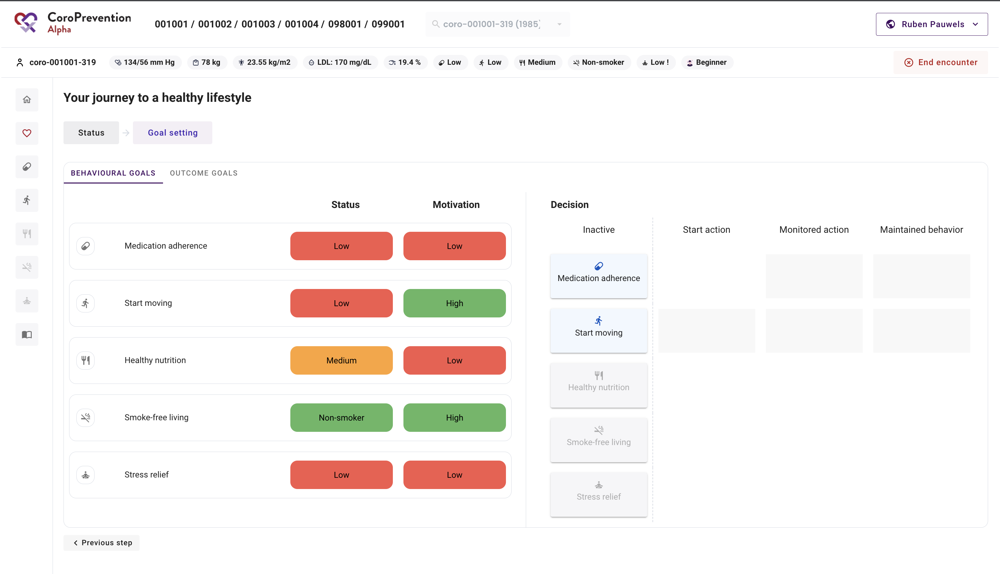 CoroPrevention
Alpha
001001 / 001002 / 001003 / 001004 / 098001 / 099001
coro-001001-319 (1985)
Ruben Pauwels
coro-001001-319
134/56 mm Hg
78 kg
23.55 kg/m2
LDL: 170 mg/dL
19.4 %
Low
Low
Medium
Non-smoker
Low !
Beginner
End encounter
Your journey to a healthy lifestyle
Status
Goal setting
BEHAVIOURAL GOALS
OUTCOME GOALS
Status
Motivation
Medication adherence
Low
Low
Start moving
Low
High
Healthy nutrition
Medium
Low
Smoke-free living
Non-smoker
High
Stress relief
Low
Low
Decision
Inactive
Start action
Monitored action
Maintained behavior
Medication adherence
Start moving
Healthy nutrition
Smoke-free living
Stress relief
Previous step